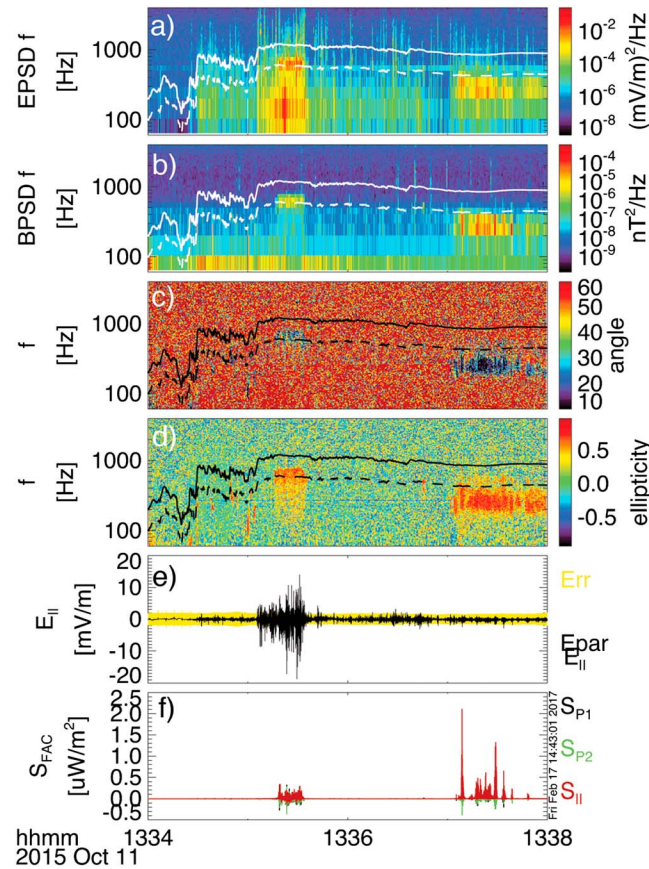 a)
EPSD f
[Hz]
1000
100
10^-2
10^-4
10^-6
10^-8
(mV/m)^2/Hz
b)
BPSD f
[Hz]
1000
100
10^-4
10^-5
10^-6
10^-7
10^-8
10^-9
nT^2/Hz
c)
f
[Hz]
1000
100
60
50
40
30
20
10
angle
d)
f
[Hz]
1000
100
0.5
0.0
-0.5
ellipticity
e)
E_II
[mV/m]
20
10
0
-10
-20
Err
Epar
E_II
f)
S_FAC
[uW/m^2]
2.5
2.0
1.5
1.0
0.5
-0.0
-0.5
S_P1
S_P2
S_II
Fri Feb 17 14:43:01 2017
1334
1336
1338
hhmm
2015 Oct 11